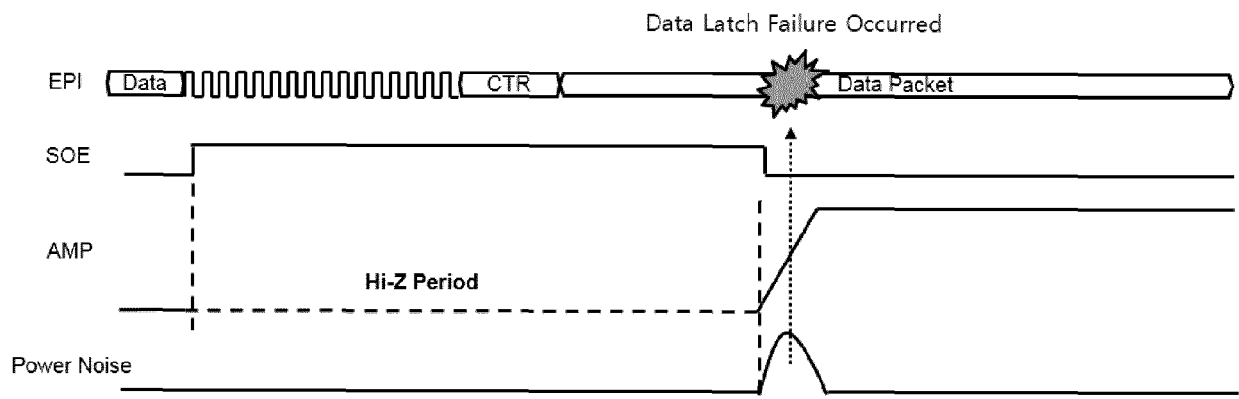 Data Latch Failure Occurred
EPI Data CTR Data Packet
SOE
AMP
Hi-Z Period
Power Noise